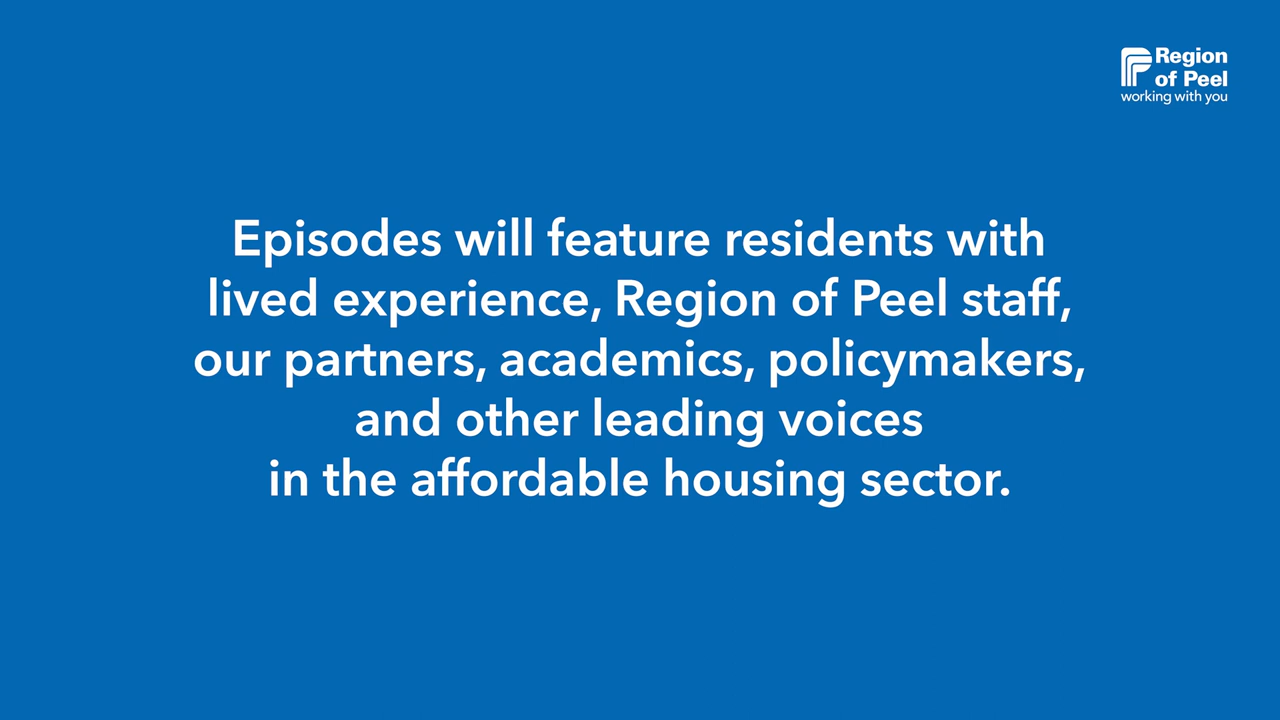 Region
of Peel
working with you
Episodes will feature residents with
lived experience, Region of Peel staff,
our partners, academics, policymakers,
and other leading voices
in the affordable housing sector.